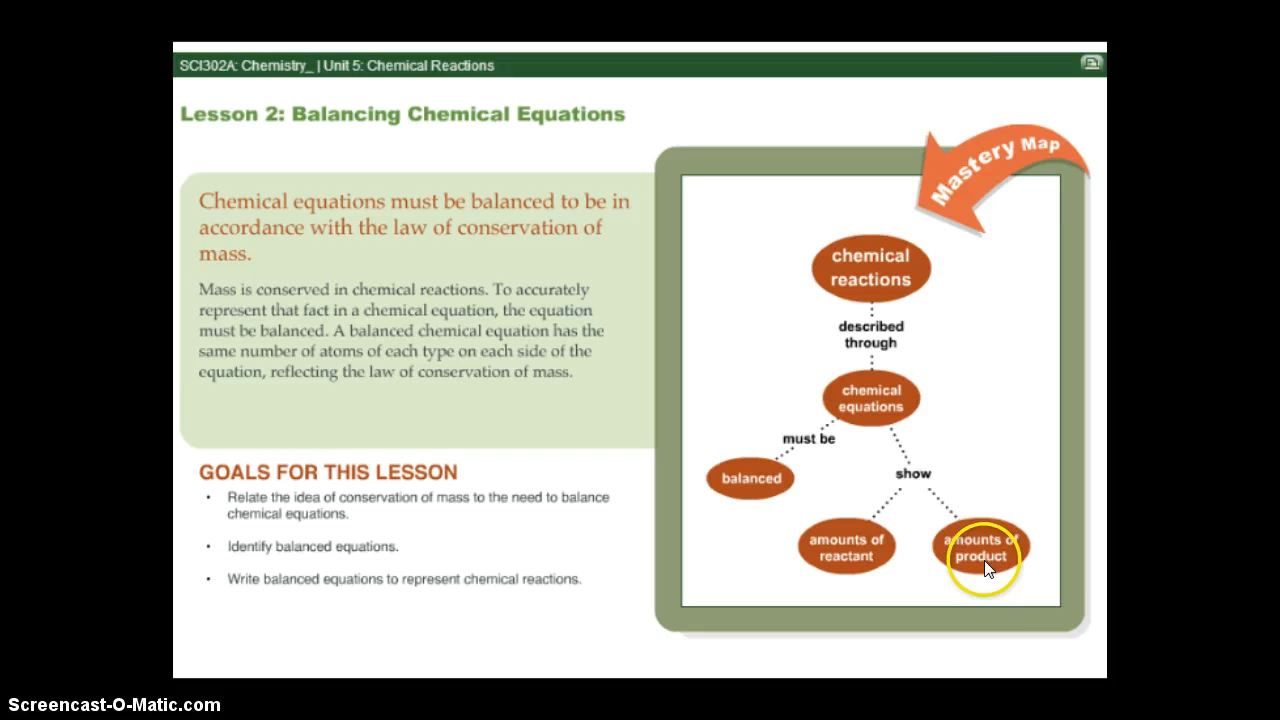 SCI302A: Chemistry_ | Unit 5: Chemical Reactions
Lesson 2: Balancing Chemical Equations
Chemical equations must be balanced to be in
accordance with the law of conservation of
mass.
Mass is conserved in chemical reactions. To accurately
represent that fact in a chemical equation, the equation
must be balanced. A balanced chemical equation has the
same number of atoms of each type on each side of the
equation, reflecting the law of conservation of mass.
GOALS FOR THIS LESSON
• Relate the idea of conservation of mass to the need to balance
chemical equations.
• Identify balanced equations.
• Write balanced equations to represent chemical reactions.
Mastery Map
chemical
reactions
described
through
chemical
equations
must be
balanced
show
amounts of
reactant
amounts of
product
Screencast-O-Matic.com